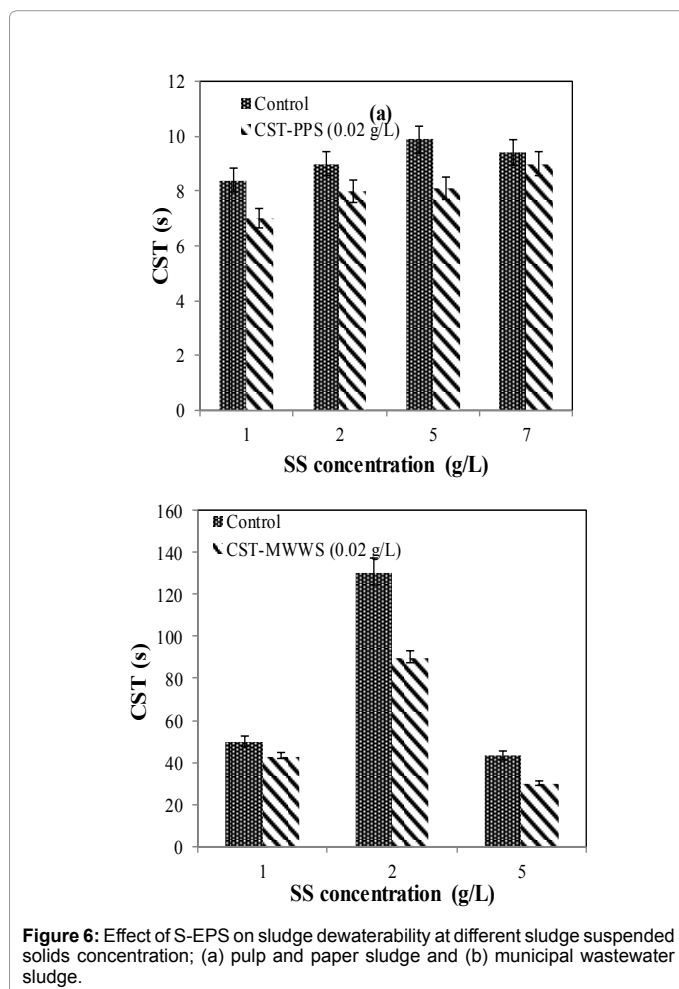 12
10
8
6
4
2
0
CST (s)
Control
(a)
CST-PPS (0.02 g/L)
1 2 5 7
SS concentration (g/L)
160
140
120
100
80
60
40
20
0
CST (s)
Control
CST-MWWS (0.02 g/L)
1 2 5
SS concentration (g/L)
Figure 6: Effect of S-EPS on sludge dewaterability at different sludge suspended
solids concentration; (a) pulp and paper sludge and (b) municipal wastewater
sludge.